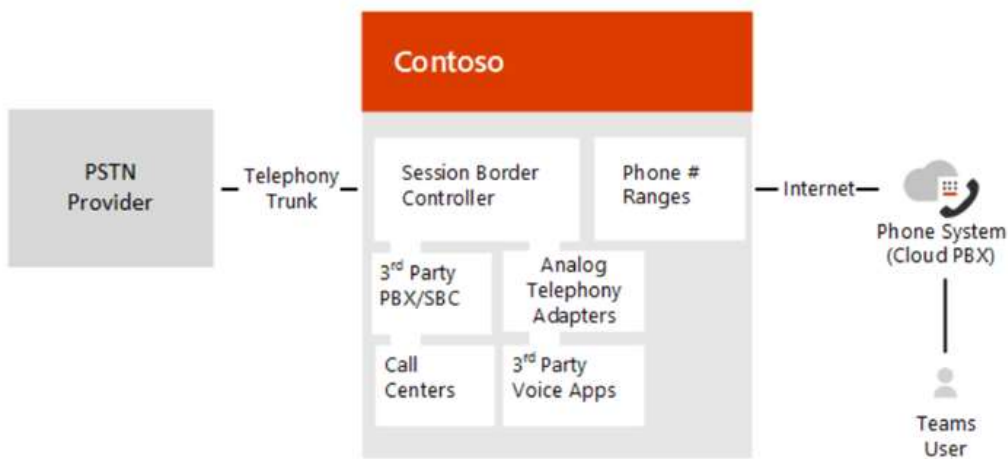 Contoso
PSTN
Provider
Telephony
Trunk
Session Border
Controller
Phone #
Ranges
Internet
Phone System
(Cloud PBX)
3rd Party
PBX/SBC
Analog
Telephony
Adapters
Call
Centers
3rd Party
Voice Apps
Teams
User